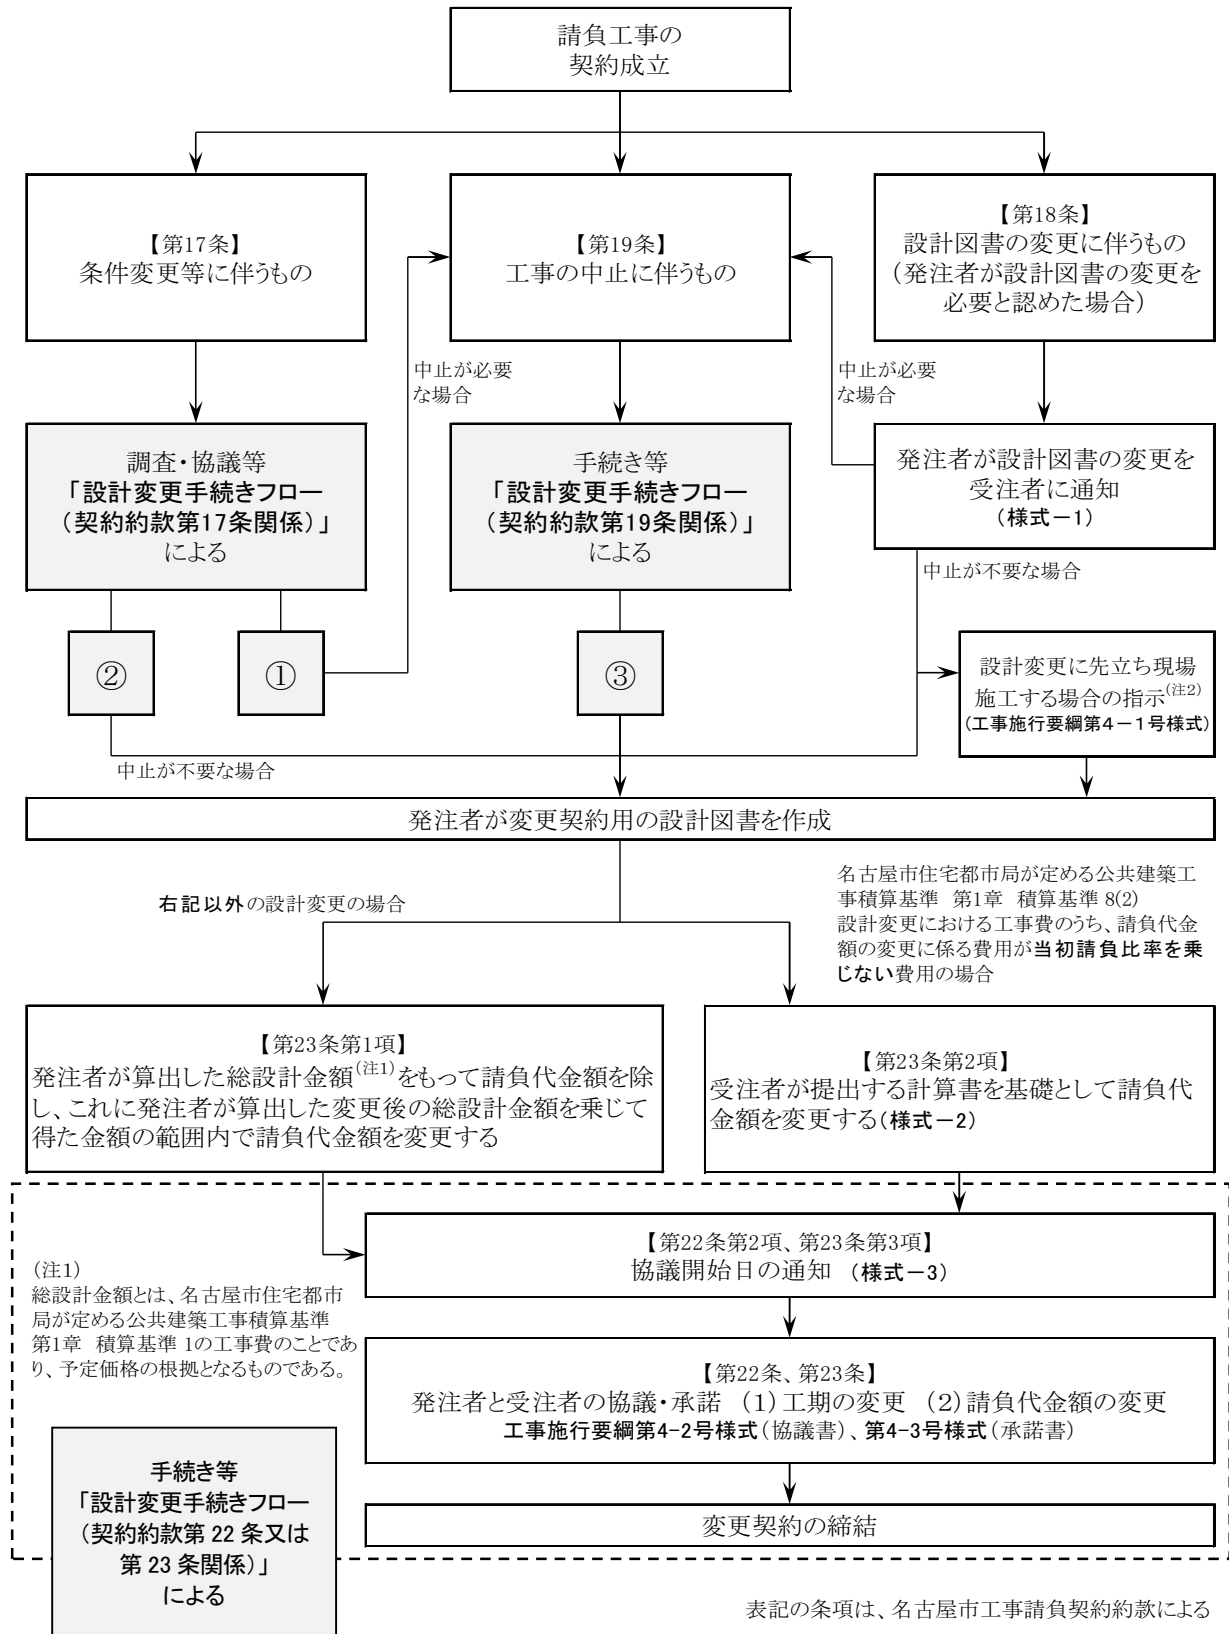 請負工事の
契約成立
【第17条】
条件変更等に伴うもの
【第19条】
工事の中止に伴うもの
【第18条】
設計図書の変更に伴うもの
(発注者が設計図書の変更を
必要と認めた場合)
中止が必要
な場合
中止が必要
な場合
調査・協議等
「設計変更手続きフロー
(契約約款第17条関係)」
による
手続き等
「設計変更手続きフロー
(契約約款第19条関係)」
による
発注者が設計図書の変更を
受注者に通知
(様式-1)
中止が不要な場合
②
①
③
設計変更に先立ち現場
施工する場合の指示(注2)
(工事施行要綱第4-1号様式)
中止が不要な場合
発注者が変更契約用の設計図書を作成
右記以外の設計変更の場合
名古屋市住宅都市局が定める公共建築工
事積算基準 第1章 積算基準 8(2)
設計変更における工事費のうち、請負代金
額の変更に係る費用が当初請負比率を乗
じない費用の場合
【第23条第1項】
発注者が算出した総設計金額(注1)をもって請負代金額を除
し、これに発注者が算出した変更後の総設計金額を乗じて
得た金額の範囲内で請負代金額を変更する
【第23条第2項】
受注者が提出する計算書を基礎として請負代
金額を変更する(様式-2)
【第22条第2項、第23条第3項】
協議開始日の通知 (様式-3)
(注1)
総設計金額とは、名古屋市住宅都市
局が定める公共建築工事積算基準
第1章 積算基準 1の工事費のことであ
り、予定価格の根拠となるものである。
【第22条、第23条】
発注者と受注者の協議・承諾 (1)工期の変更 (2)請負代金額の変更
工事施行要綱第4-2号様式(協議書)、第4-3号様式(承諾書)
変更契約の締結
手続き等
「設計変更手続きフロー
(契約約款第 22 条又は
第 23 条関係)」
による
表記の条項は、名古屋市工事請負契約約款による